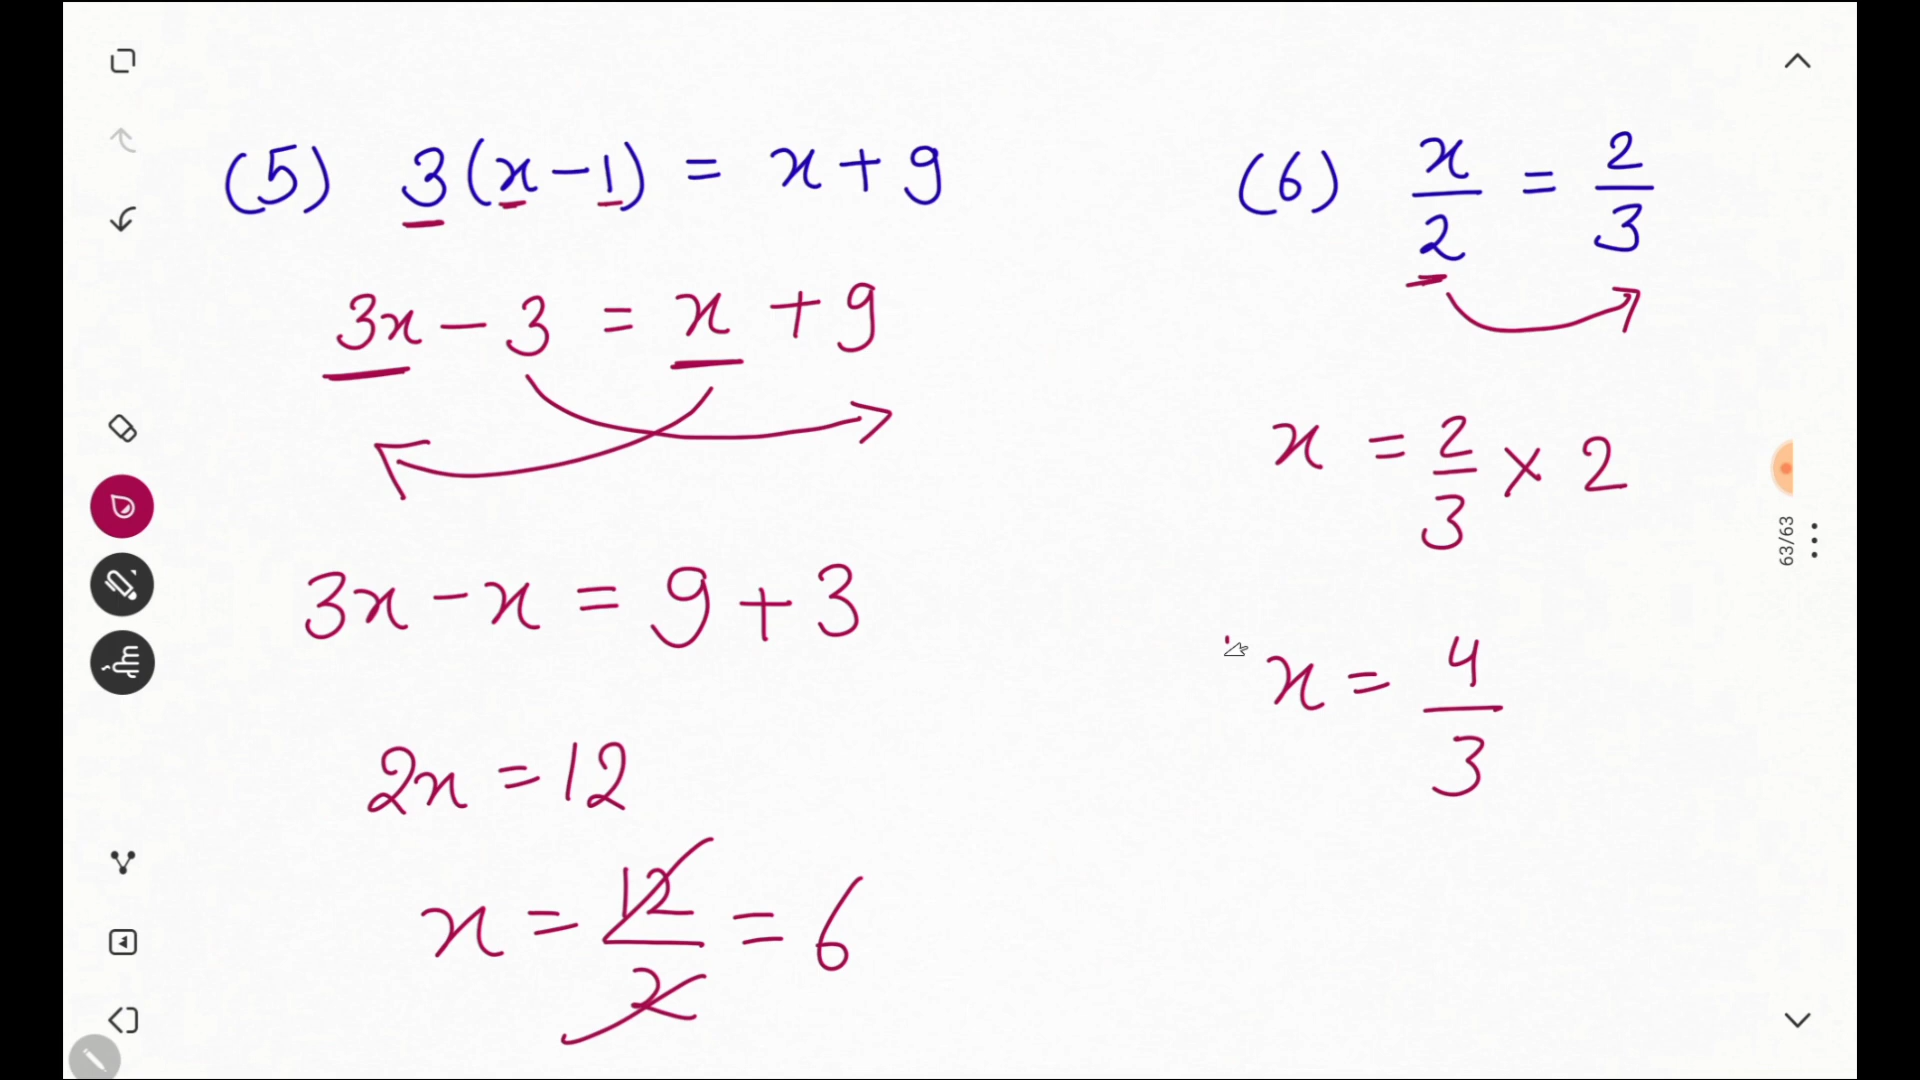 (5) 3(x-1) = x+9
3x-3 = x+9
3x-x = 9+3
2x = 12
x = 12/2 = 6
(6) x/2 = 2/3
x = 2/3 × 2
x = 4/3
63/63